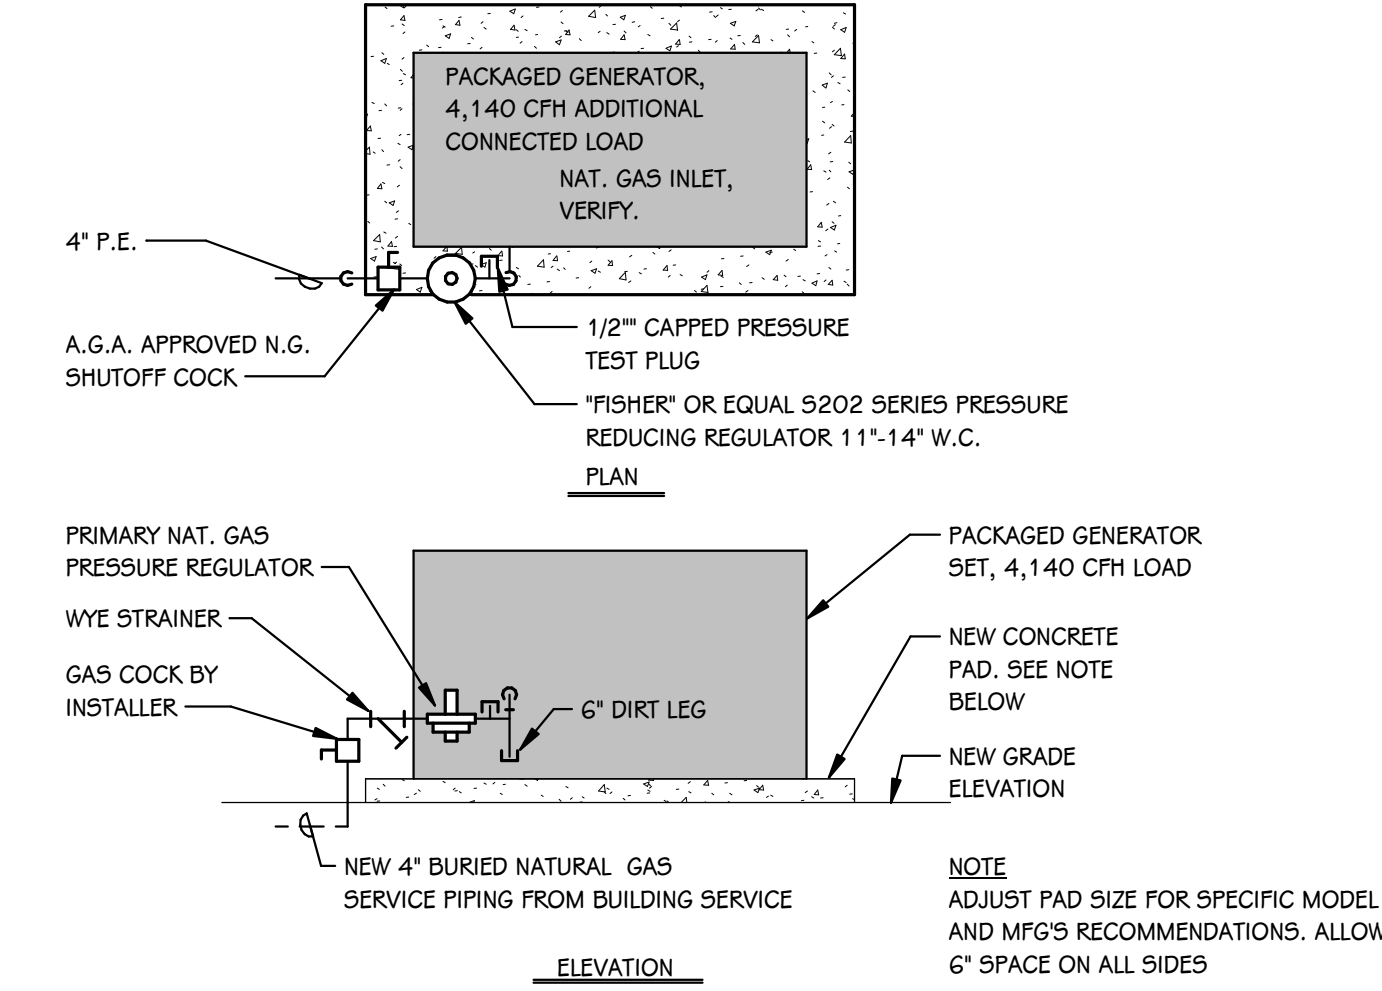 PACKAGED GENERATOR,
4,140 CFH ADDITIONAL
CONNECTED LOAD
NAT. GAS INLET,
VERIFY.
4" P.E.
A.G.A. APPROVED N.G.
SHUTOFF COCK
1/2"" CAPPED PRESSURE
TEST PLUG
"FISHER" OR EQUAL S202 SERIES PRESSURE
REDUCING REGULATOR 11"-14" W.C.
PLAN
PRIMARY NAT. GAS
PRESSURE REGULATOR
WYE STRAINER
GAS COCK BY
INSTALLER
6" DIRT LEG
PACKAGED GENERATOR
SET, 4,140 CFH LOAD
NEW CONCRETE
PAD. SEE NOTE
BELOW
NEW GRADE
ELEVATION
NEW 4" BURIED NATURAL GAS
SERVICE PIPING FROM BUILDING SERVICE
ELEVATION
NOTE
ADJUST PAD SIZE FOR SPECIFIC MODEL
AND MFG'S RECOMMENDATIONS. ALLOW
6" SPACE ON ALL SIDES